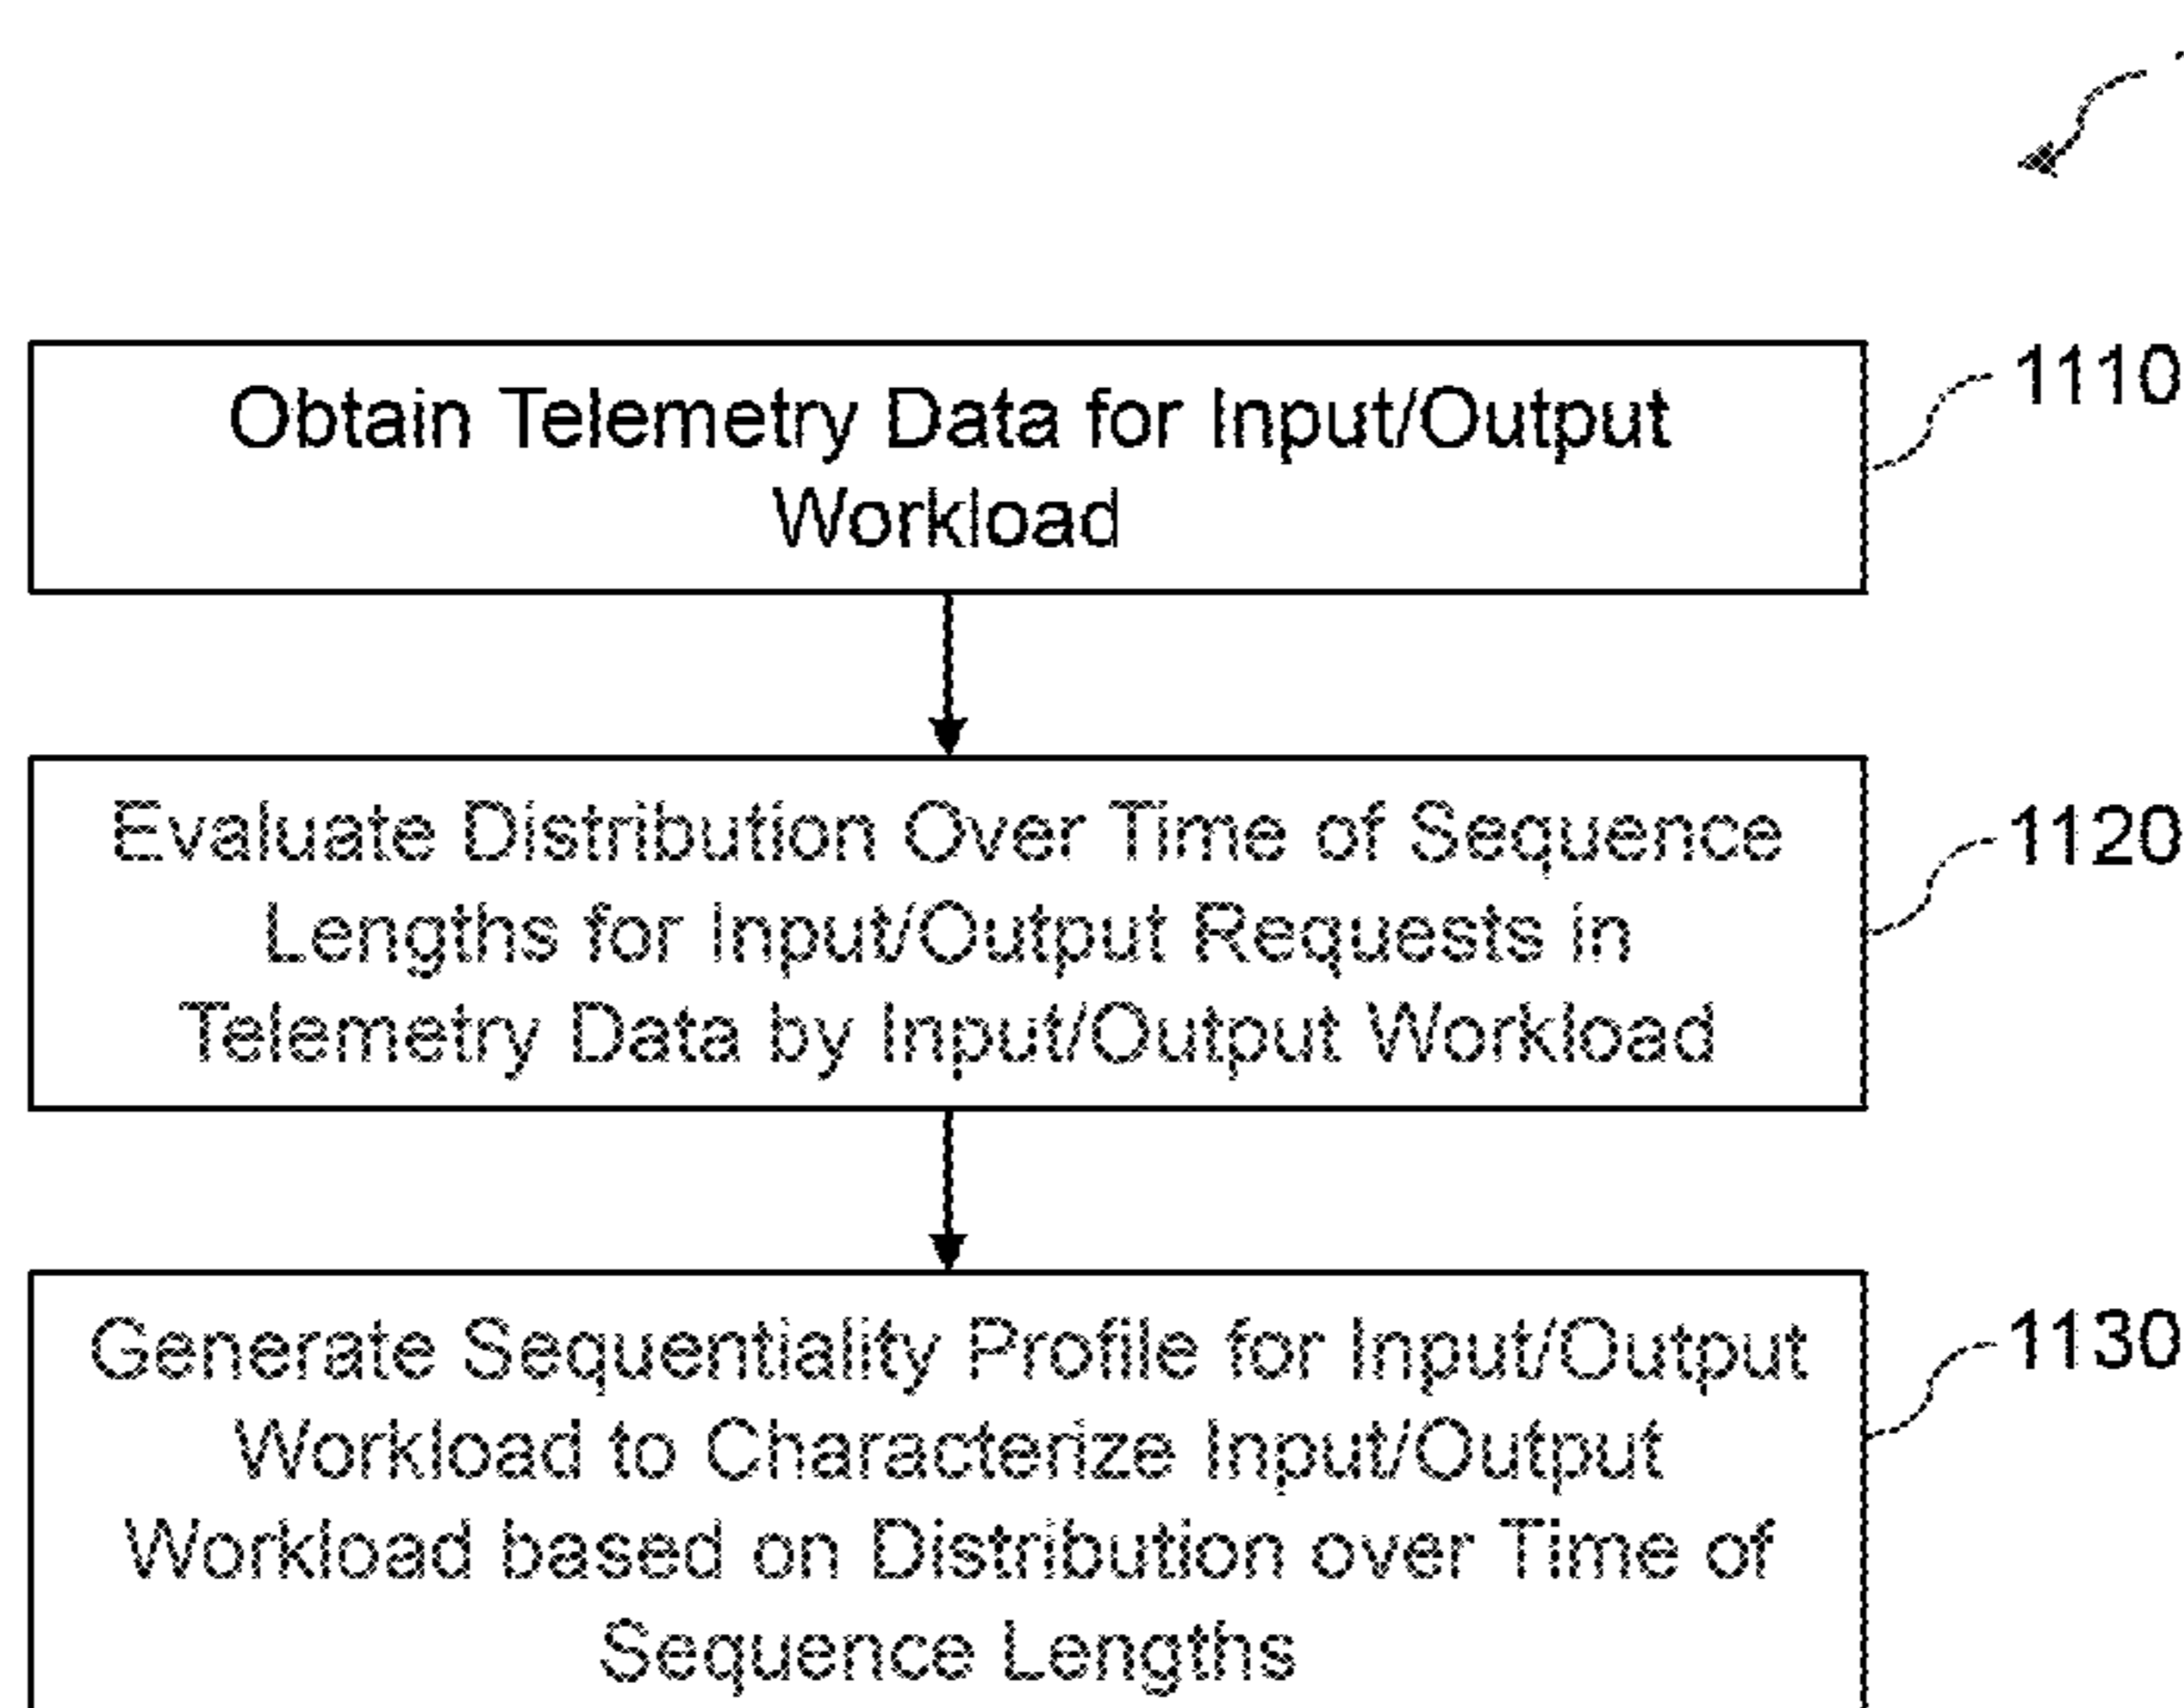 Obtain Telemetry Data for Input/Output
Workload
1110
Evaluate Distribution Over Time of Sequence
Lengths for Input/Output Requests in
Telemetry Data by Input/Output Workload
1120
Generate Sequentiality Profile for Input/Output
Workload to Characterize Input/Output
Workload based on Distribution over Time of
Sequence Lengths
1130